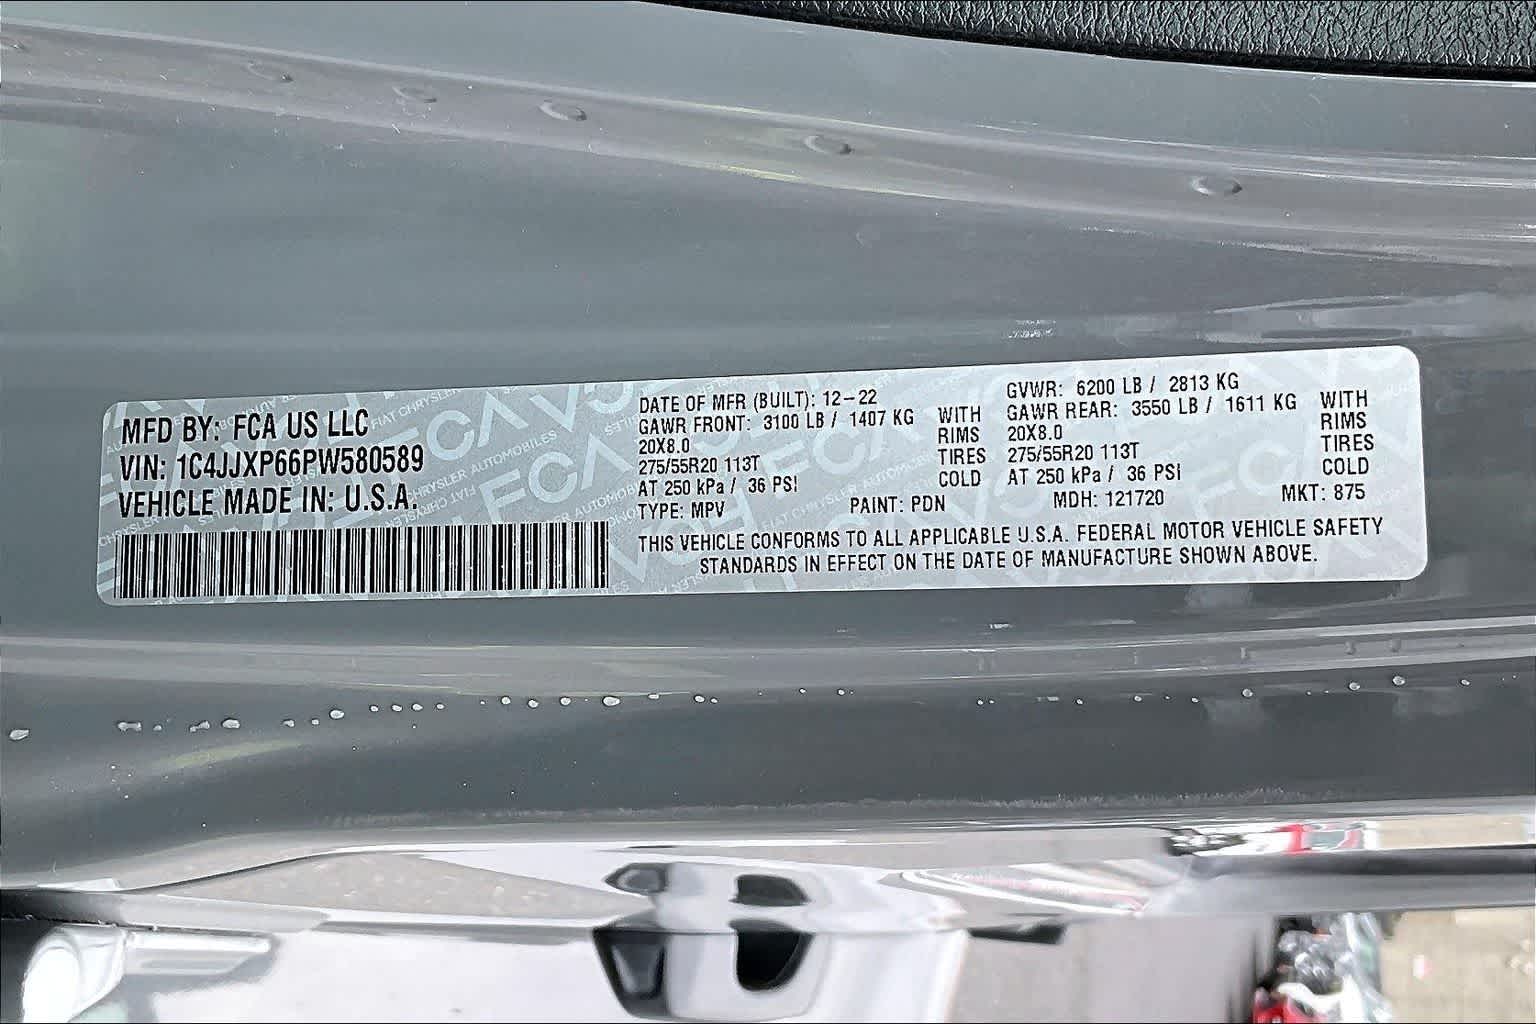 MFD BY: FCA US LLC
VIN: 1C4JJXP66PW580589
VEHICLE MADE IN: U.S.A.
DATE OF MFR (BUILT): 12-22
GAWR FRONT: 3100 LB / 1407 KG WITH
20X8.0 RIMS
275/55R20 113T TIRES
AT 250 kPa / 36 PSI COLD
GVWR: 6200 LB / 2813 KG
GAWR REAR: 3550 LB / 1611 KG WITH
20X8.0 RIMS
275/55R20 113T TIRES
AT 250 kPa / 36 PSI COLD
TYPE: MPV PAINT: PDN MDH: 121720 MKT: 875
THIS VEHICLE CONFORMS TO ALL APPLICABLE U.S.A. FEDERAL MOTOR VEHICLE SAFETY
STANDARDS IN EFFECT ON THE DATE OF MANUFACTURE SHOWN ABOVE.